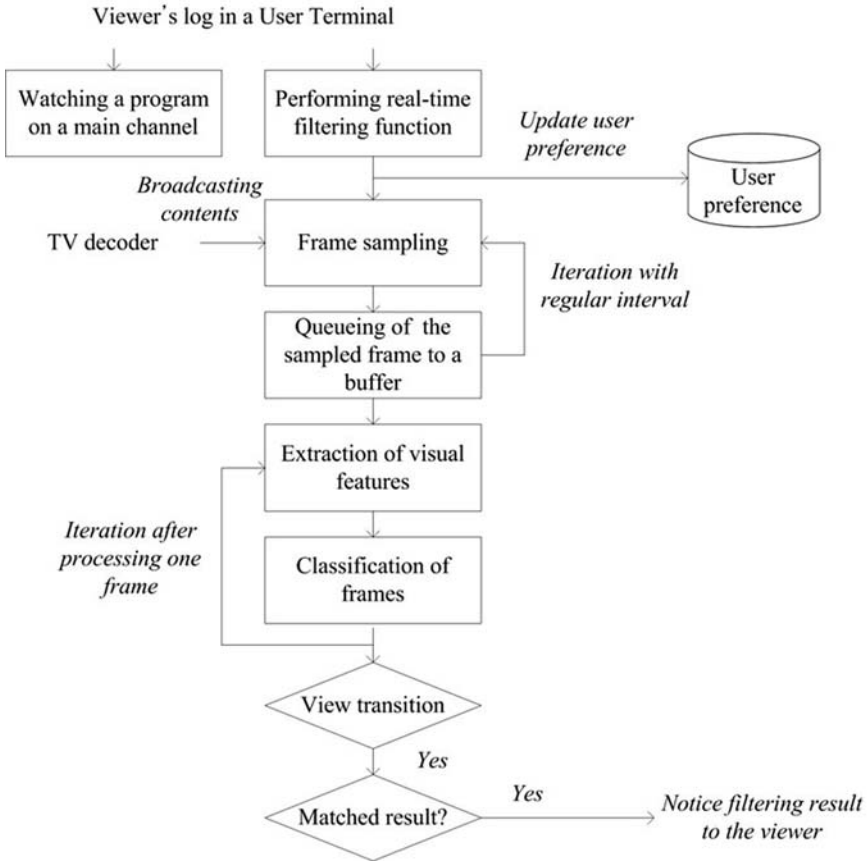 Viewer's log in a User Terminal
Watching a program
on a main channel
Performing real-time
filtering function
Update user
preference
User
preference
Broadcasting
contents
TV decoder
Frame sampling
Iteration with
regular interval
Queueing of the
sampled frame to a
buffer
Extraction of visual
features
Iteration after
processing one
frame
Classification of
frames
View transition
Yes
Matched result?
Yes
Notice filtering result
to the viewer